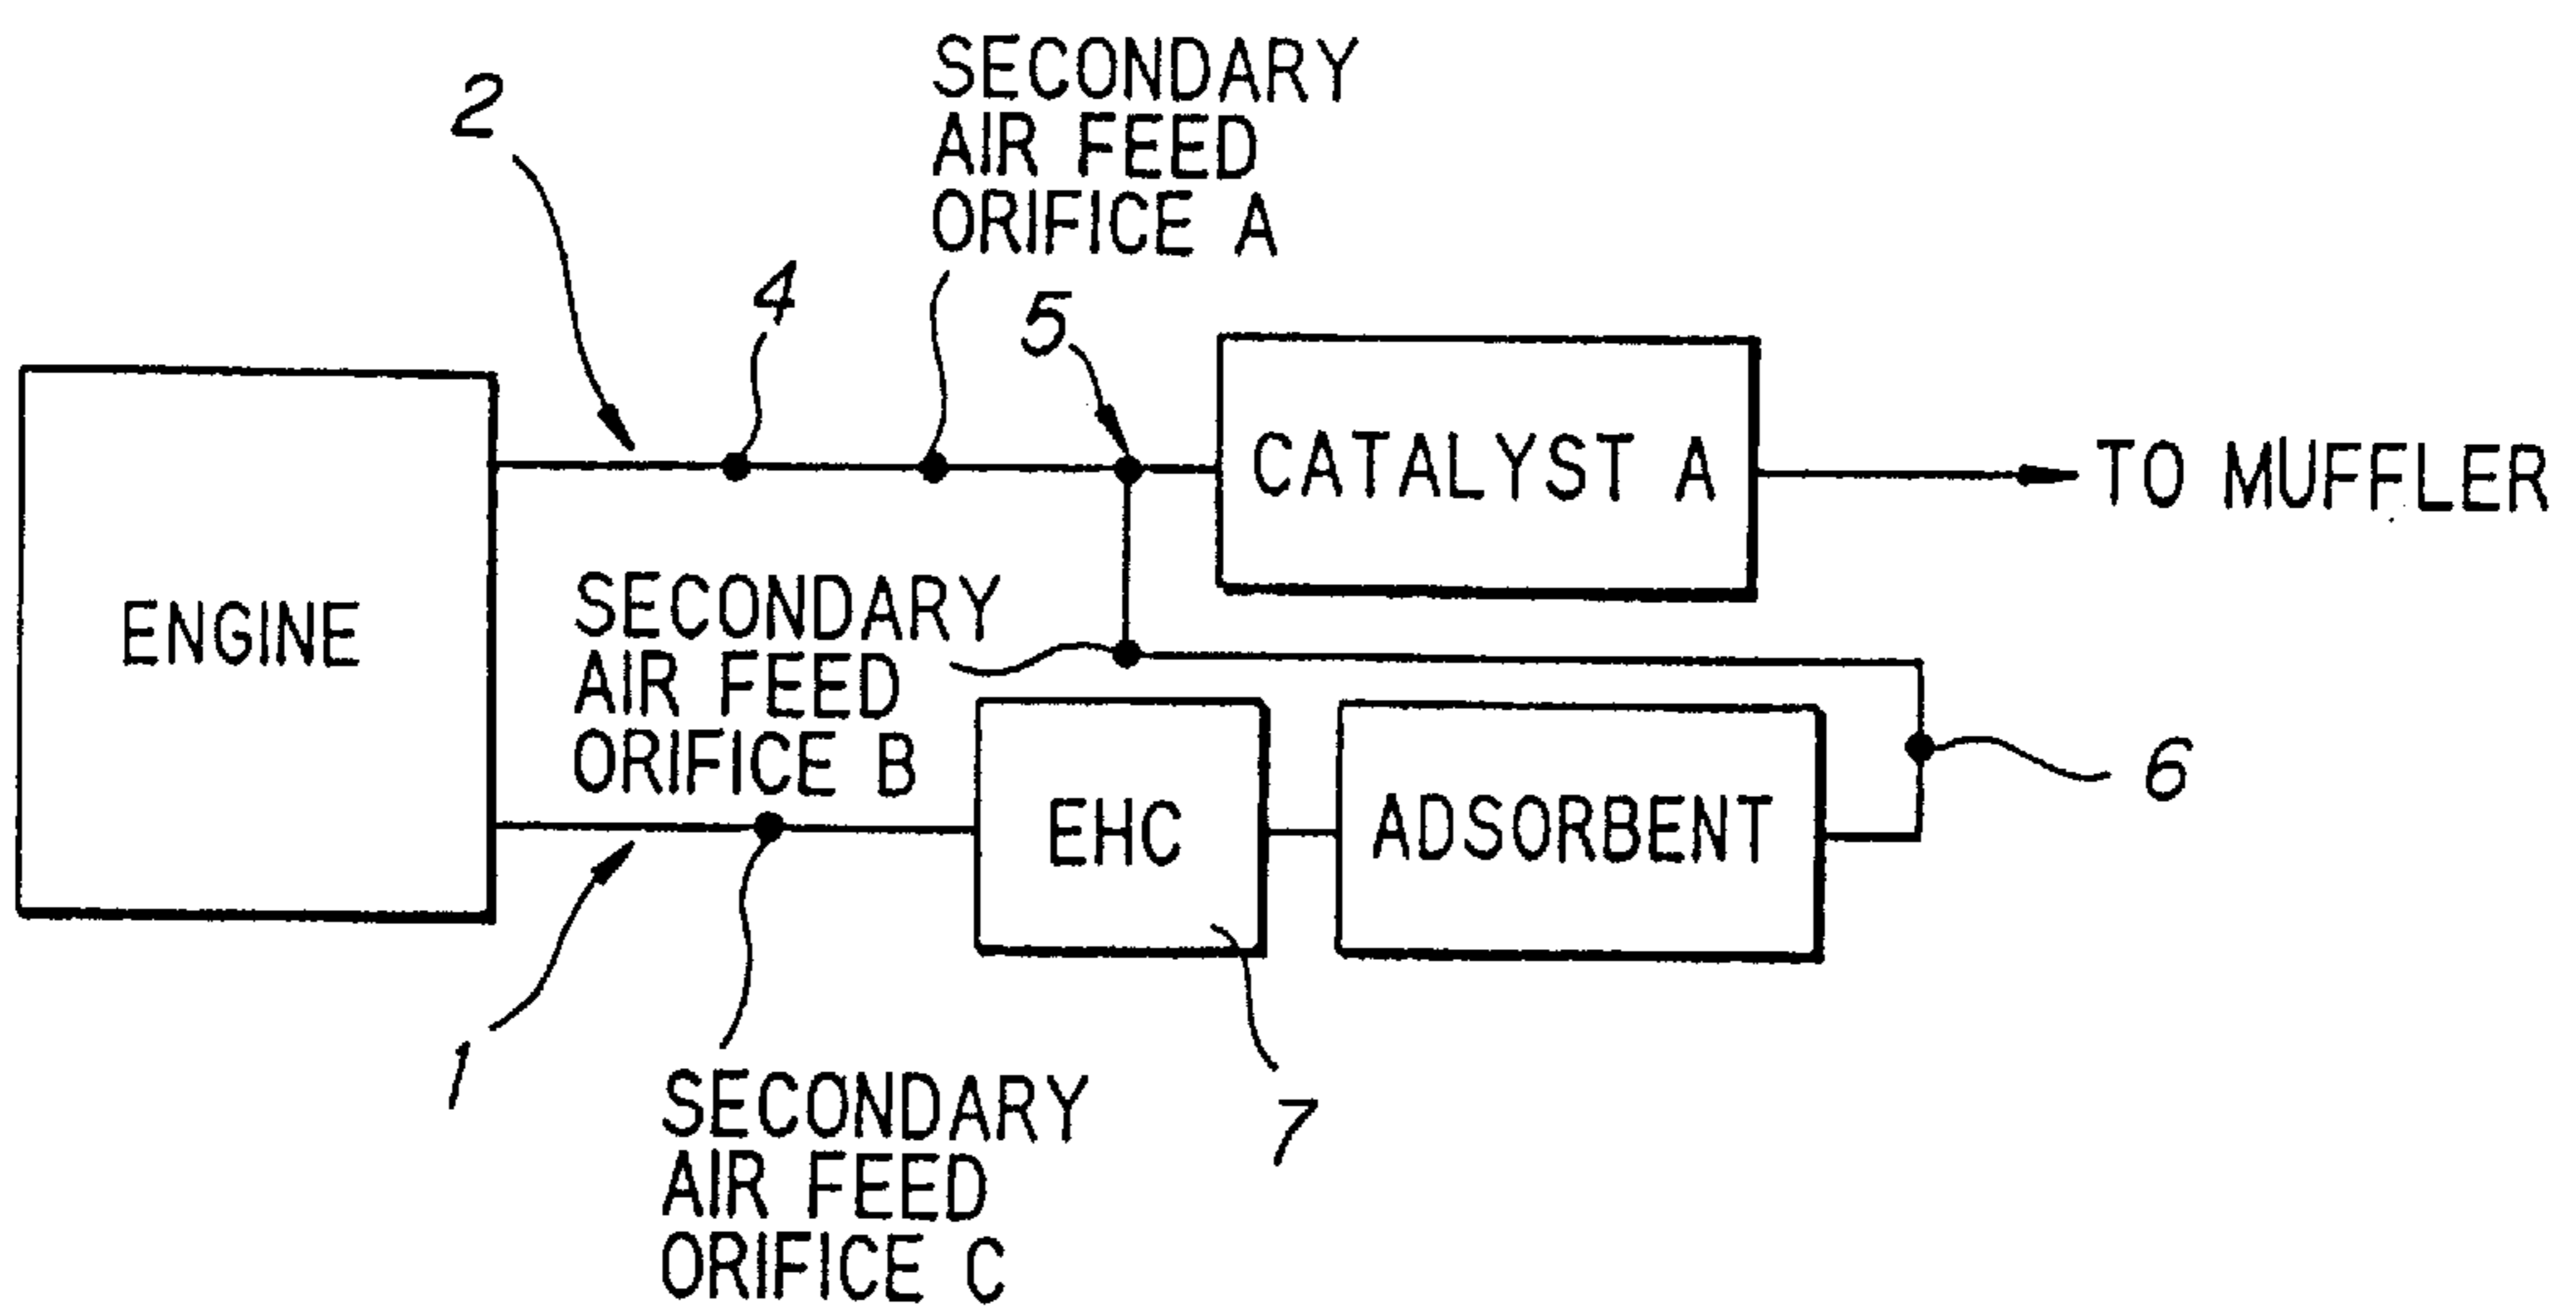 SECONDARY
AIR FEED
ORIFICE A
2
4
5
ENGINE
CATALYST A
TO MUFFLER
SECONDARY
AIR FEED
ORIFICE B
EHC
ADSORBENT
6
1
SECONDARY
AIR FEED
ORIFICE C
7